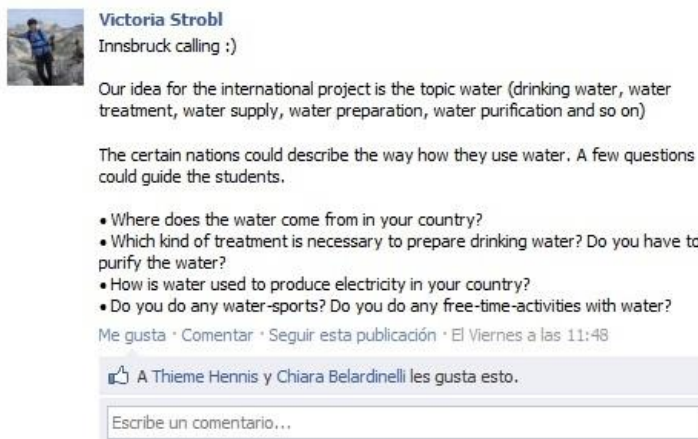 Victoria Strobl
Innsbruck calling :)
Our idea for the international project is the topic water (drinking water, water
treatment, water supply, water preparation, water purification and so on)
The certain nations could describe the way how they use water. A few questions
could guide the students.
• Where does the water come from in your country?
• Which kind of treatment is necessary to prepare drinking water? Do you have to
purify the water?
• How is water used to produce electricity in your country?
• Do you do any water-sports? Do you do any free-time-activities with water?
Me gusta · Comentar · Seguir esta publicación · El Viernes a las 11:48
A Thieme Hennis y Chiara Belardinelli les gusta esto.
Escribe un comentario...